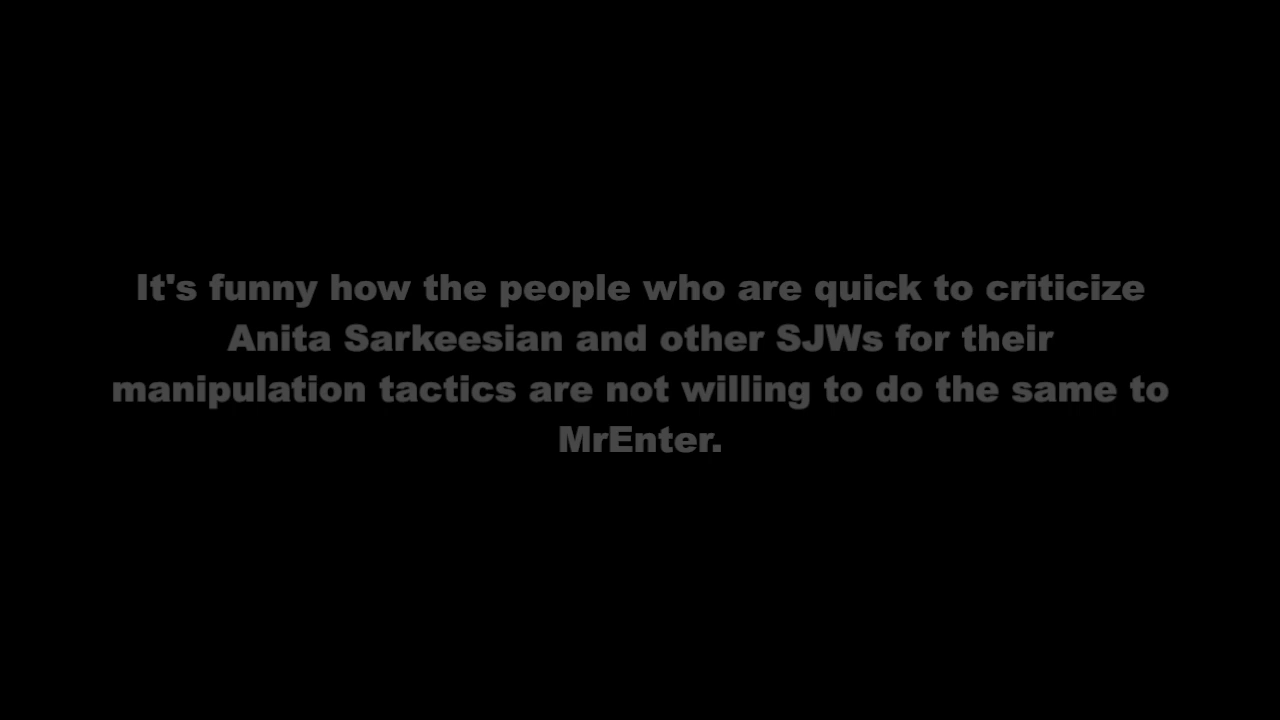 It's funny how the people who are quick to criticize
Anita Sarkeesian and other SJWs for their
manipulation tactics are not willing to do the same to
MrEnter.